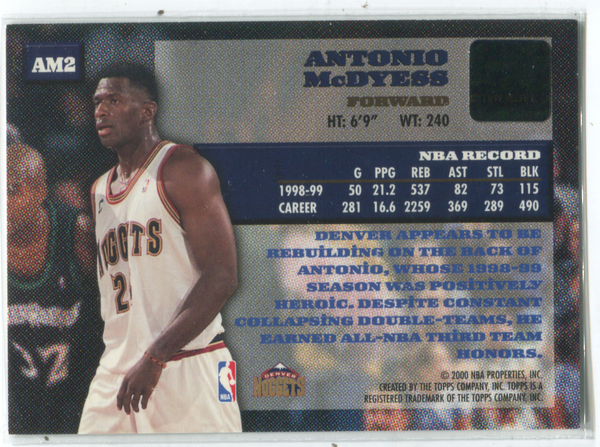 AM2
ANTONIO
McDYESS
FORWARD
HT: 6'9" WT: 240
NBA RECORD
G PPG REB AST STL BLK
1998-99 50 21.2 537 82 73 115
CAREER 281 16.6 2259 369 289 490
DENVER APPEARS TO BE
REBUILDING ON THE BACK OF
ANTONIO, WHOSE 1998-99
SEASON WAS POSITIVELY
HEROIC. DESPITE CONSTANT
COLLAPSING DOUBLE-TEAMS, HE
EARNED ALL-NBA THIRD TEAM
HONORS.
NUGGETS
2
NBA
DENVER
NUGGETS
© 2000 NBA PROPERTIES, INC.
CREATED BY THE TOPPS COMPANY, INC. TOPPS IS A
REGISTERED TRADEMARK OF THE TOPPS COMPANY, INC.